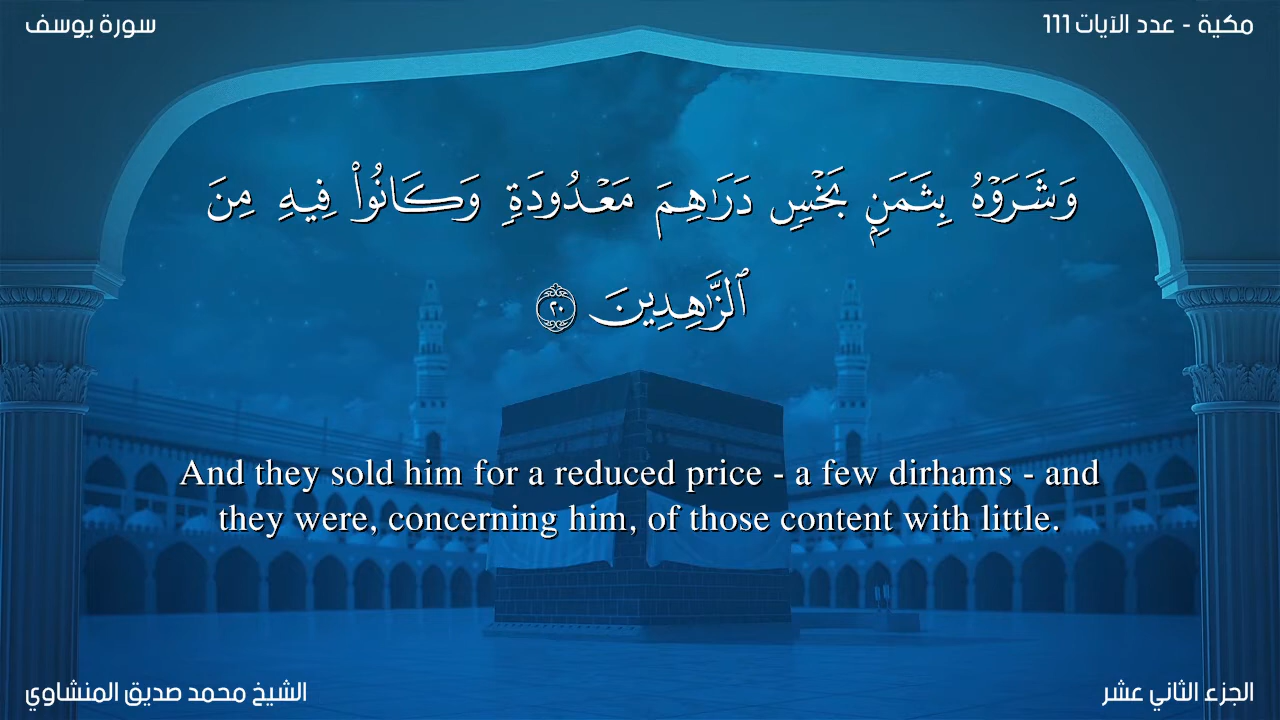 مكية - عدد الآيات 111
سورة يوسف
وَشَرَوْهُ بِثَمَنٍۭ بَخْسٍۢ دَرَٰهِمَ مَعْدُودَةٍۢ وَكَانُوا۟ فِيهِ مِنَ
ٱلزَّٰهِدِينَ ٢٠
And they sold him for a reduced price - a few dirhams - and
they were, concerning him, of those content with little.
الجزء الثاني عشر
الشيخ محمد صديق المنشاوي